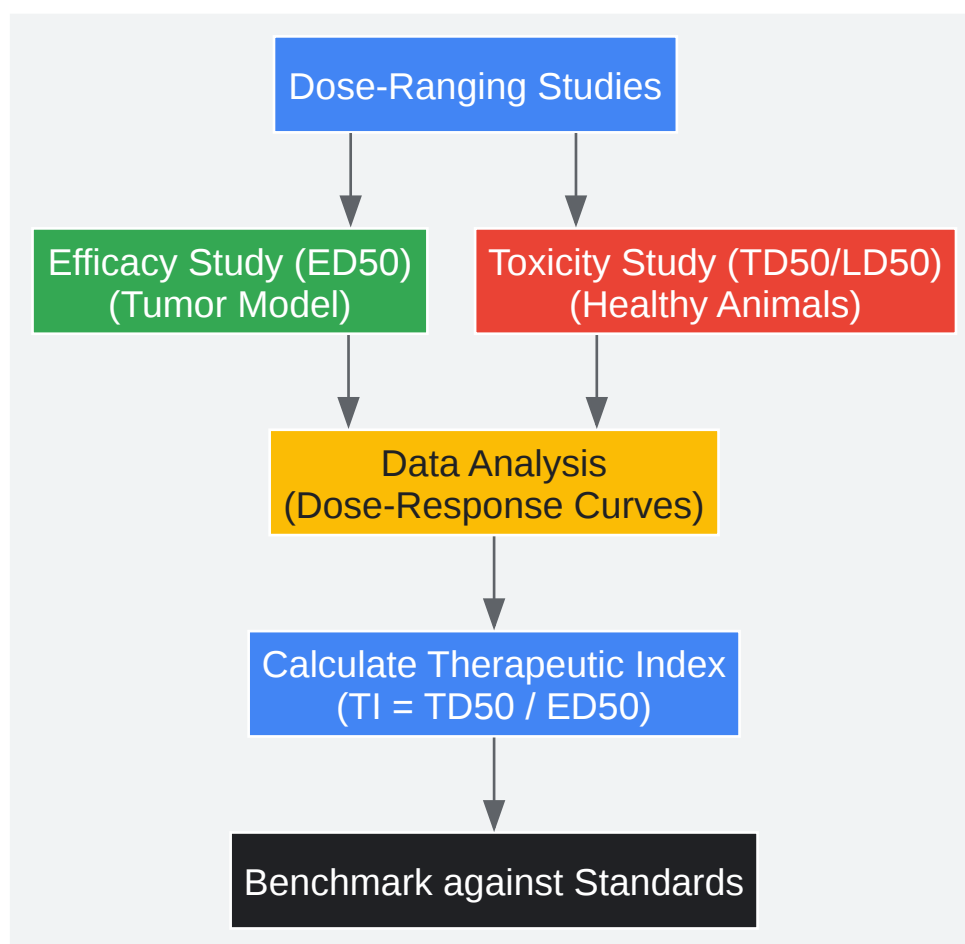 Dose-Ranging Studies
Efficacy Study (ED50)
(Tumor Model)
Toxicity Study (TD50/LD50)
(Healthy Animals)
Data Analysis
(Dose-Response Curves)
Calculate Therapeutic Index
(TI = TD50 / ED50)
Benchmark against Standards